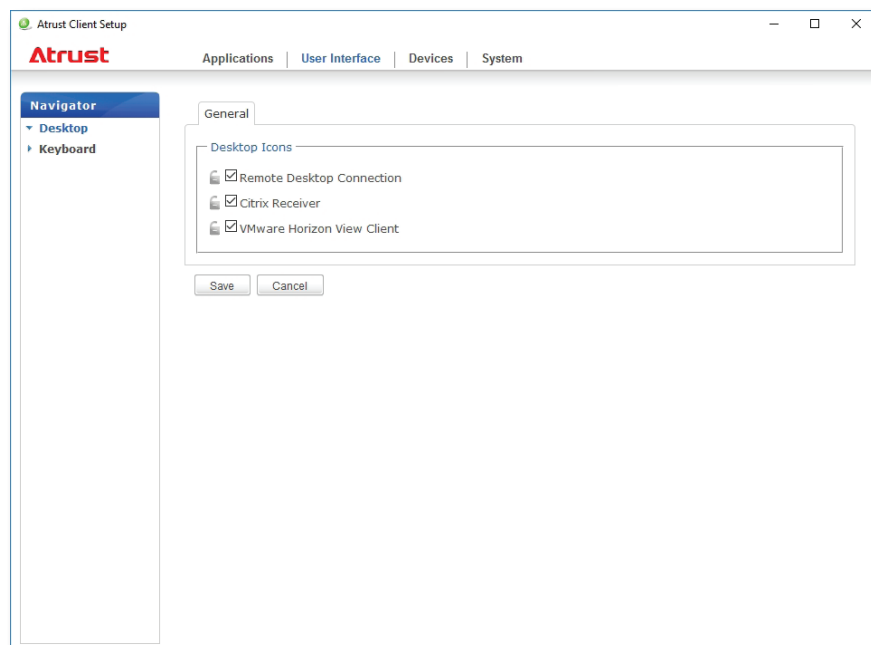 Atrust Client Setup
Atrust
Applications User Interface Devices System
Navigator
Desktop
Keyboard
General
Desktop Icons
Remote Desktop Connection
Citrix Receiver
VMware Horizon View Client
Save Cancel